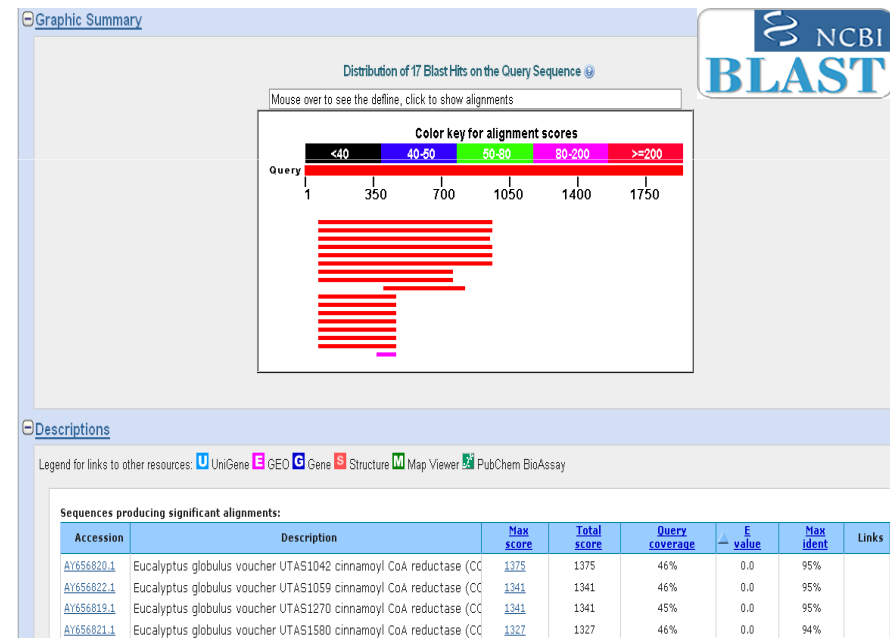 Graphic Summary
NCBI
BLAST
Distribution of 17 Blast Hits on the Query Sequence
Mouse over to see the defline, click to show alignments
Color key for alignment scores
<40 40-50 50-80 80-200 >=200
Query
1 350 700 1050 1400 1750
Descriptions
Legend for links to other resources: U UniGene E GEO G Gene S Structure M Map Viewer PubChem BioAssay
Sequences producing significant alignments:
Accession Description Max score Total score Query coverage E value Max ident Links
AY656820.1 Eucalyptus globulus voucher UTAS1042 cinnamoyl CoA reductase (CC 1375 1375 46% 0.0 95%
AY656822.1 Eucalyptus globulus voucher UTAS1059 cinnamoyl CoA reductase (CC 1341 1341 46% 0.0 95%
AY656819.1 Eucalyptus globulus voucher UTAS1270 cinnamoyl CoA reductase (CC 1341 1341 45% 0.0 95%
AY656821.1 Eucalyptus globulus voucher UTAS1580 cinnamoyl CoA reductase (CC 1327 1327 46% 0.0 94%